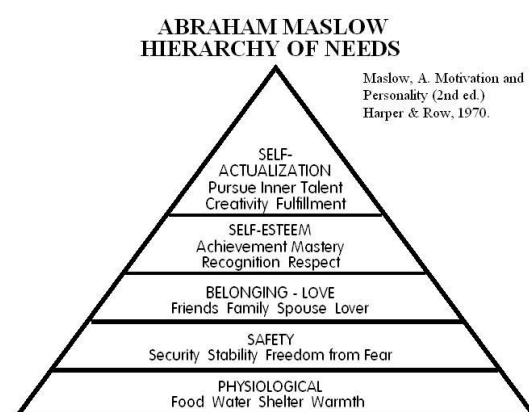 ABRAHAM MASLOW
HIERARCHY OF NEEDS
Maslow, A. Motivation and
Personality (2nd ed.)
Harper & Row, 1970.
SELF-
ACTUALIZATION
Pursue Inner Talent
Creativity Fulfillment
SELF-ESTEEM
Achievement Mastery
Recognition Respect
BELONGING - LOVE
Friends Family Spouse Lover
SAFETY
Security Stability Freedom from Fear
PHYSIOLOGICAL
Food Water Shelter Warmth